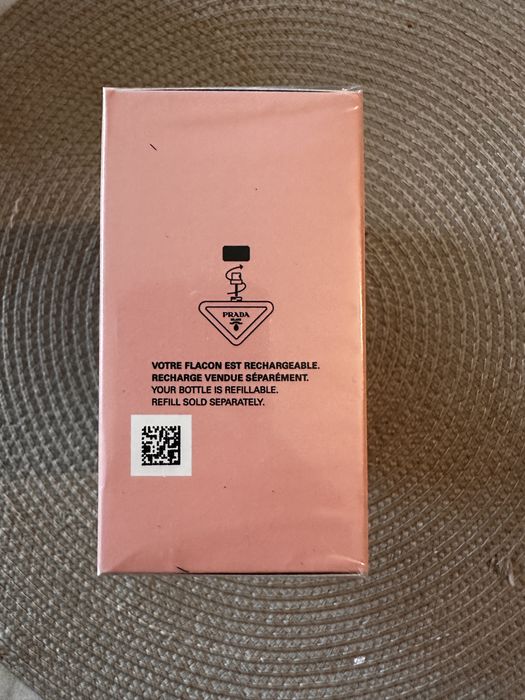 PRADA
VOTRE FLACON EST RECHARGEABLE.
RECHARGE VENDUE SÉPARÉMENT.
YOUR BOTTLE IS REFILLABLE.
REFILL SOLD SEPARATELY.